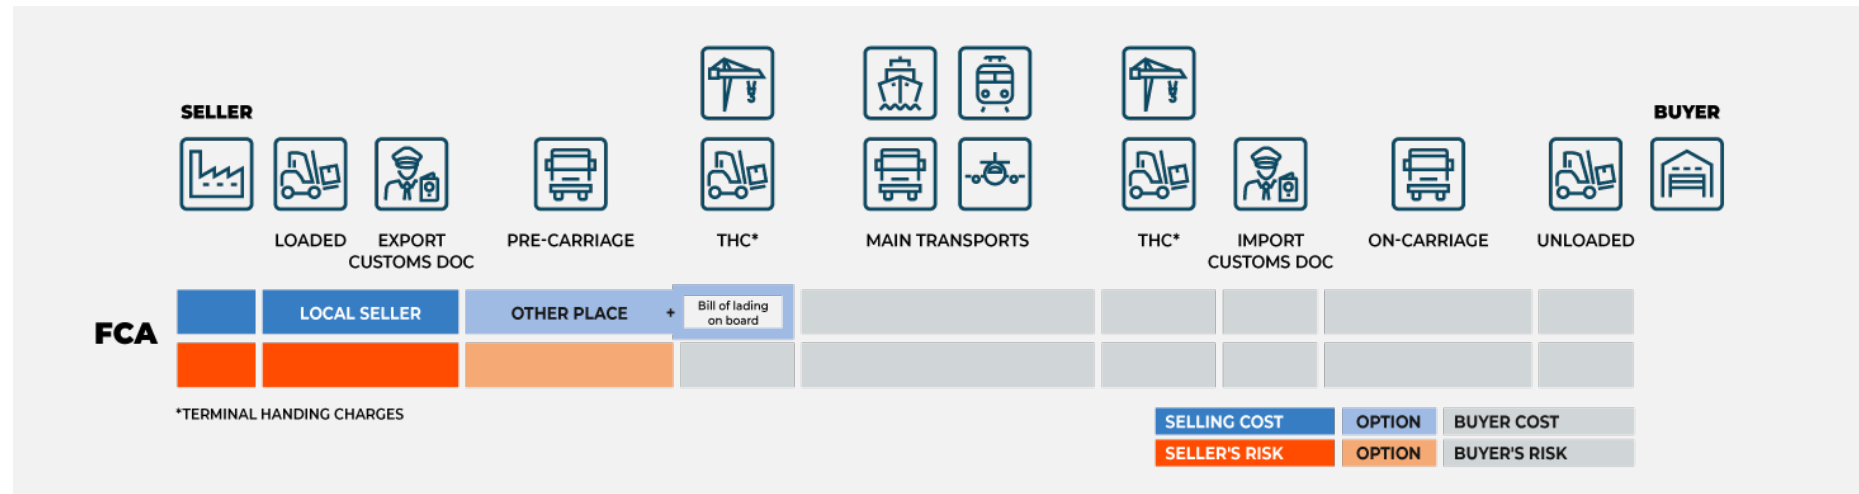 SELLER
BUYER
LOADED
EXPORT
CUSTOMS DOC
PRE-CARRIAGE
THC*
MAIN TRANSPORTS
THC*
IMPORT
CUSTOMS DOC
ON-CARRIAGE
UNLOADED
FCA
LOCAL SELLER
OTHER PLACE
+
Bill of lading
on board
*TERMINAL HANDING CHARGES
SELLING COST
OPTION
BUYER COST
SELLER'S RISK
OPTION
BUYER'S RISK